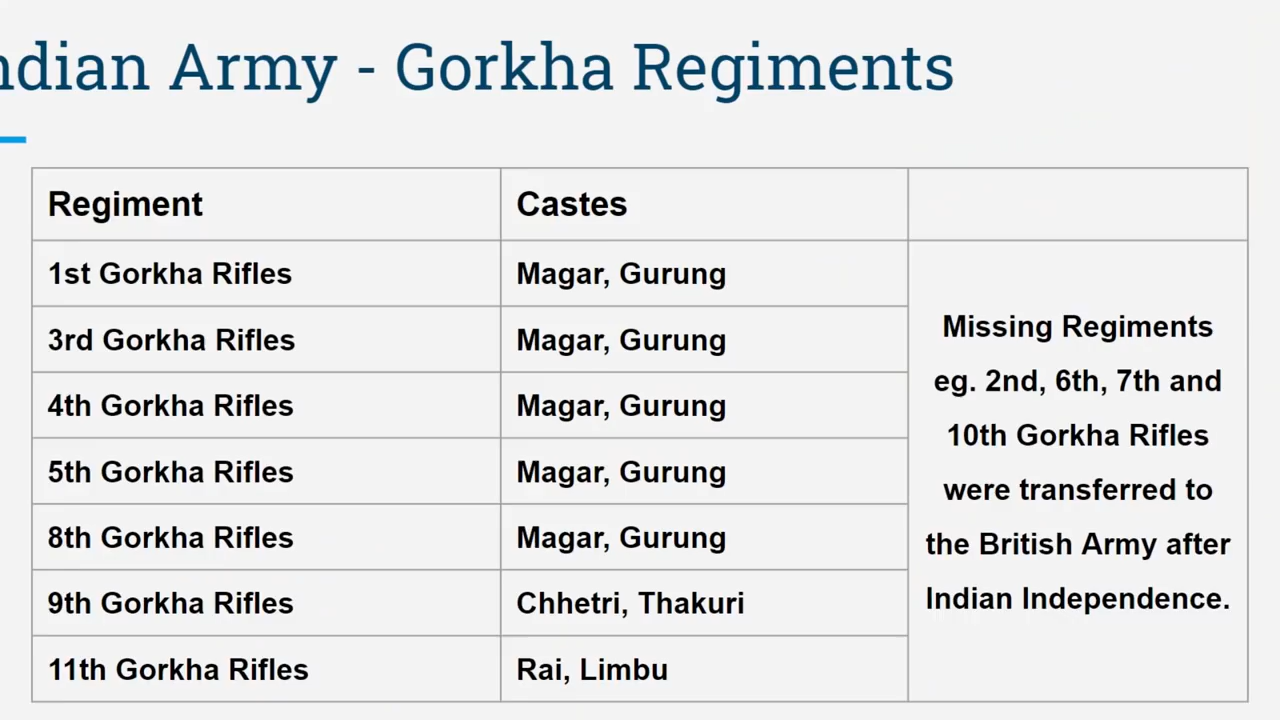 ndian Army - Gorkha Regiments
Regiment Castes
1st Gorkha Rifles Magar, Gurung
3rd Gorkha Rifles Magar, Gurung
4th Gorkha Rifles Magar, Gurung
5th Gorkha Rifles Magar, Gurung
8th Gorkha Rifles Magar, Gurung
9th Gorkha Rifles Chhetri, Thakuri
11th Gorkha Rifles Rai, Limbu
Missing Regiments
eg. 2nd, 6th, 7th and
10th Gorkha Rifles
were transferred to
the British Army after
Indian Independence.